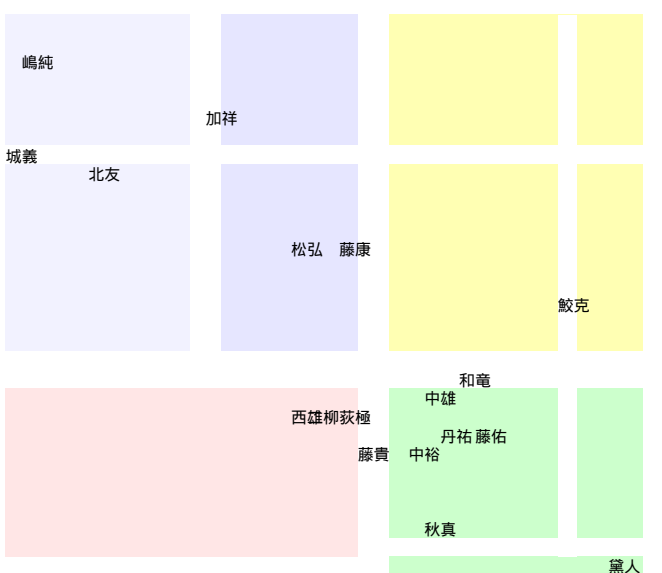 嶋純
加祥
城義
北友
松弘 藤康
鮫克
和竜
中雄
西雄柳荻極
丹祐 藤佑
藤貴 中裕
秋真
黛人